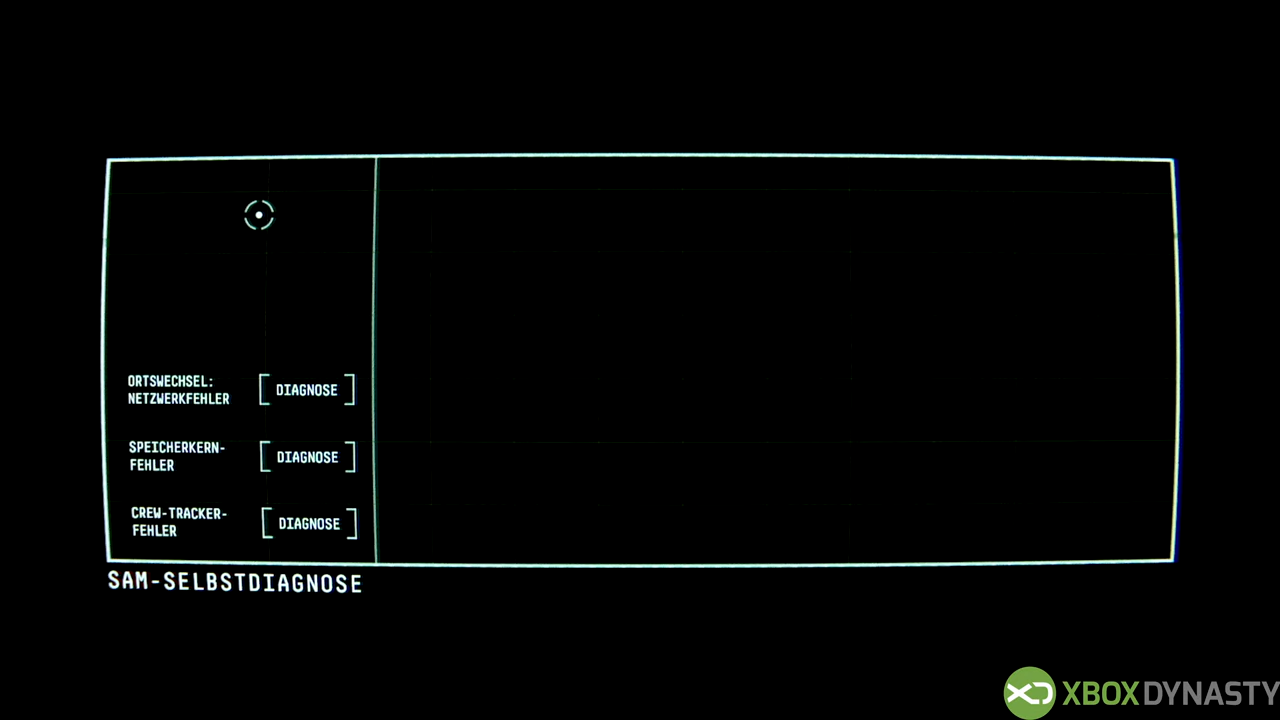 ORTSWECHSEL:
NETZWERKFEHLER
DIAGNOSE
SPEICHERKERN-
FEHLER
DIAGNOSE
CREW-TRACKER-
FEHLER
DIAGNOSE
SAM-SELBSTDIAGNOSE
XBOXDYNASTY